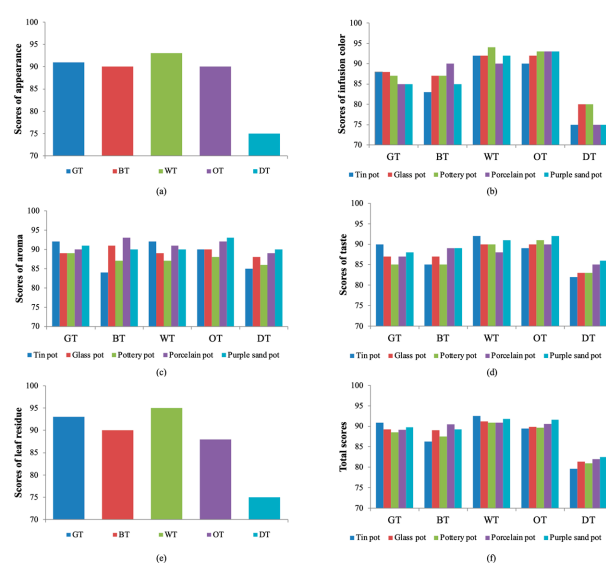 100
95
90
85
80
75
70
Scores of appearance
GT BT WT OT DT
(a)
100
95
90
85
80
75
70
Scores of infusion color
GT BT WT OT DT
Tin pot Glass pot Pottery pot Porcelain pot Purple sand pot
(b)
100
95
90
85
80
75
70
Scores of aroma
GT BT WT OT DT
Tin pot Glass pot Pottery pot Porcelain pot Purple sand pot
(c)
100
95
90
85
80
75
70
Scores of taste
GT BT WT OT DT
Tin pot Glass pot Pottery pot Porcelain pot Purple sand pot
(d)
100
95
90
85
80
75
70
Scores of leaf residue
GT BT WT OT DT
(e)
100
95
90
85
80
75
70
Total scores
GT BT WT OT DT
Tin pot Glass pot Pottery pot Porcelain pot Purple sand pot
(f)